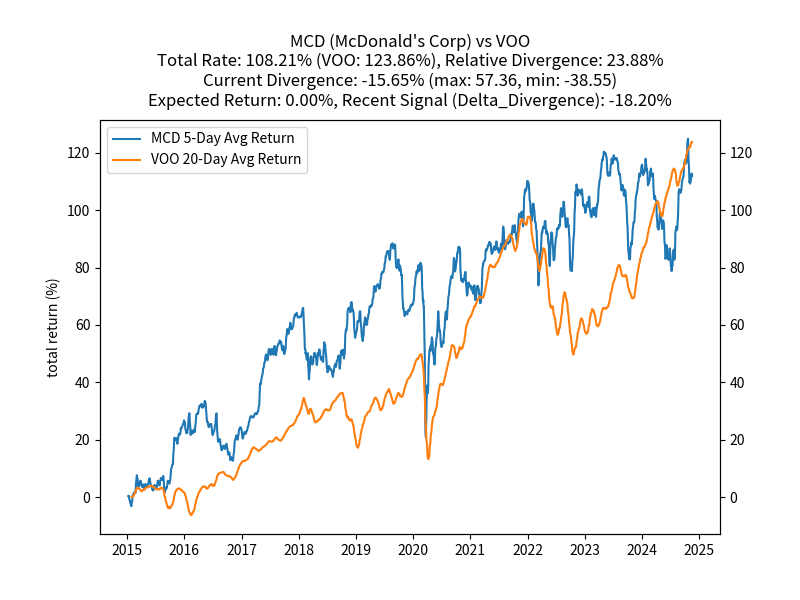 MCD (McDonald's Corp) vs VOO
Total Rate: 108.21% (VOO: 123.86%), Relative Divergence: 23.88%
Current Divergence: -15.65% (max: 57.36, min: -38.55)
Expected Return: 0.00%, Recent Signal (Delta_Divergence): -18.20%
MCD 5-Day Avg Return
VOO 20-Day Avg Return
total return (%)
120 120
100 100
80 80
60 60
40 40
20 20
0 0
2015 2016 2017 2018 2019 2020 2021 2022 2023 2024 2025